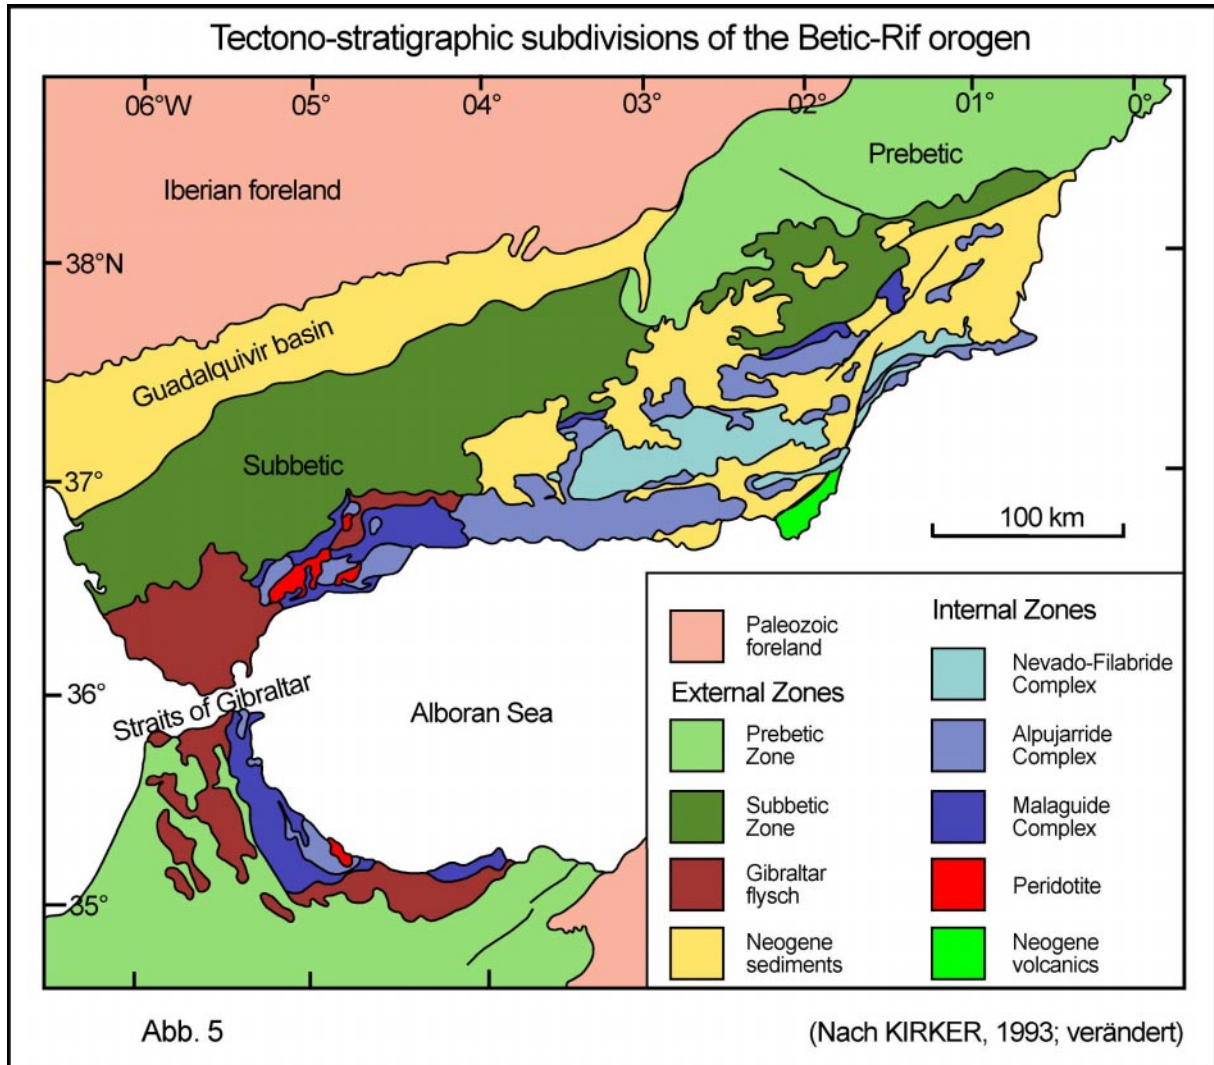 Tectono-stratigraphic subdivisions of the Betic-Rif orogen
06°W
05°
04°
03°
02°
01°
0°
Prebetic
Iberian foreland
38°N
Guadalquivir basin
Subbetic
37°
100 km
36°
Straits of Gibraltar
Alboran Sea
35°
Paleozoic
foreland
External Zones
Prebetic
Zone
Subbetic
Zone
Gibraltar
flysch
Neogene
sediments
Internal Zones
Nevado-Filabride
Complex
Alpujarride
Complex
Malaguide
Complex
Peridotite
Neogene
volcanics
Abb. 5
(Nach KIRKER, 1993; verändert)